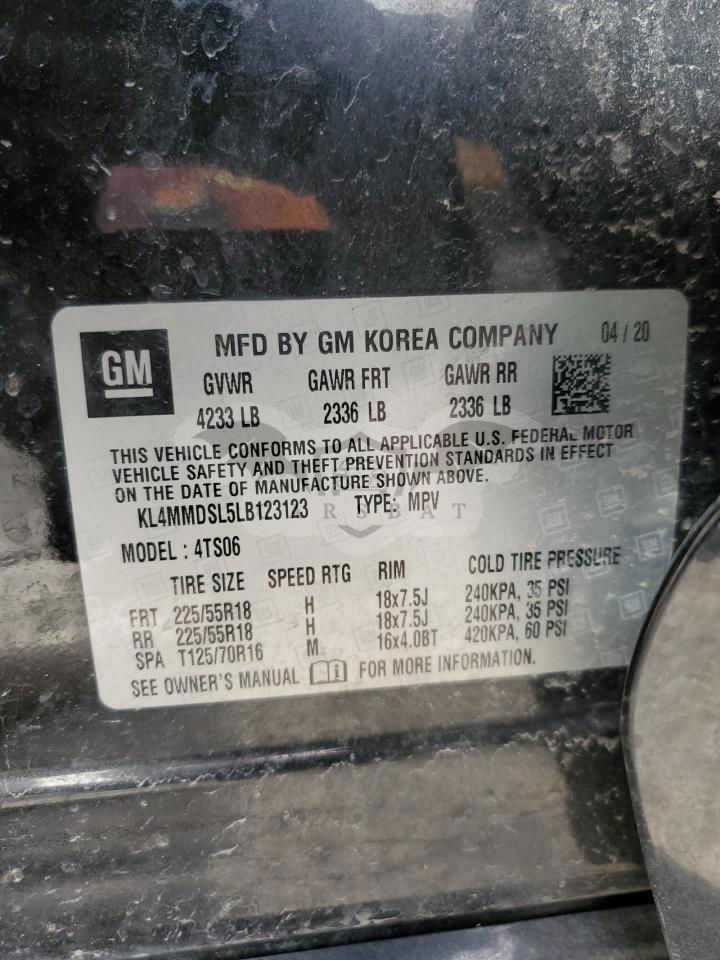 GM
MFD BY GM KOREA COMPANY 04 / 20
GVWR GAWR FRT GAWR RR
4233 LB 2336 LB 2336 LB
THIS VEHICLE CONFORMS TO ALL APPLICABLE U.S. FEDERAL MOTOR
VEHICLE SAFETY AND THEFT PREVENTION STANDARDS IN EFFECT
ON THE DATE OF MANUFACTURE SHOWN ABOVE.
KL4MMDSL5LB123123 TYPE: MPV
MODEL : 4TS06
TIRE SIZE SPEED RTG RIM COLD TIRE PRESSURE
FRT 225/55R18 H 18x7.5J 240KPA, 35 PSI
RR 225/55R18 H 18x7.5J 240KPA, 35 PSI
SPA T125/70R16 M 16x4.0BT 420KPA, 60 PSI
SEE OWNER'S MANUAL FOR MORE INFORMATION.